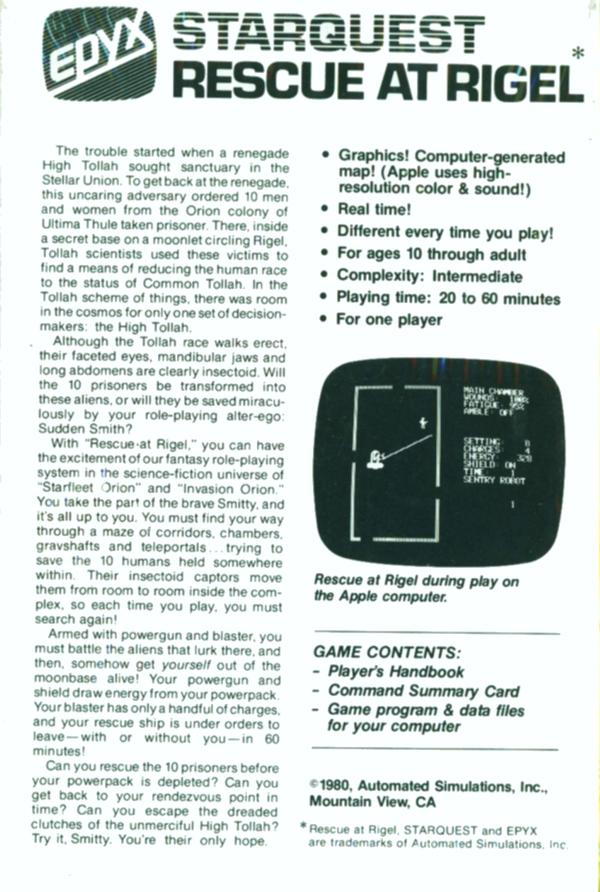 EPYX
STARQUEST
RESCUE AT RIGEL*
The trouble started when a renegade
High Tollah sought sanctuary in the
Stellar Union. To get back at the renegade,
this uncaring adversary ordered 10 men
and women from the Orion colony of
Ultima Thule taken prisoner. There, inside
a secret base on a moonlet circling Rigel,
Tollah scientists used these victims to
find a means of reducing the human race
to the status of Common Tollah. In the
Tollah scheme of things, there was room
in the cosmos for only one set of decision-
makers: the High Tollah.
Although the Tollah race walks erect,
their faceted eyes, mandibular jaws and
long abdomens are clearly insectoid. Will
the 10 prisoners be transformed into
these aliens, or will they be saved miracu-
lously by your role-playing alter-ego:
Sudden Smith?
With "Rescue at Rigel," you can have
the excitement of our fantasy role-playing
system in the science-fiction universe of
"Starfleet Orion" and "Invasion Orion."
You take the part of the brave Smitty, and
it's all up to you. You must find your way
through a maze of corridors, chambers,
gravshafts and teleportals...trying to
save the 10 humans held somewhere
within. Their insectoid captors move
them from room to room inside the com-
plex, so each time you play, you must
search again!
Armed with powergun and blaster, you
must battle the aliens that lurk there, and
then, somehow get yourself out of the
moonbase alive! Your powergun and
shield draw energy from your powerpack.
Your blaster has only a handful of charges,
and your rescue ship is under orders to
leave—with or without you—in 60
minutes!
Can you rescue the 10 prisoners before
your powerpack is depleted? Can you
get back to your rendezvous point in
time? Can you escape the dreaded
clutches of the unmerciful High Tollah?
Try it, Smitty. You're their only hope.
• Graphics! Computer-generated
map! (Apple uses high-
resolution color & sound!)
• Real time!
• Different every time you play!
• For ages 10 through adult
• Complexity: Intermediate
• Playing time: 20 to 60 minutes
• For one player
MAIN CHAMBER
WOUNDS: 100%
FATIGUE: 95%
AMBLE: OFF
SETTING: 8
CHARGES: 4
ENERGY: 328
SHIELD: ON
TIME 1
SENTRY ROBOT
1
Rescue at Rigel during play on
the Apple computer.
GAME CONTENTS:
- Player's Handbook
- Command Summary Card
- Game program & data files
for your computer
©1980, Automated Simulations, Inc.,
Mountain View, CA
* Rescue at Rigel, STARQUEST and EPYX
are trademarks of Automated Simulations, Inc.